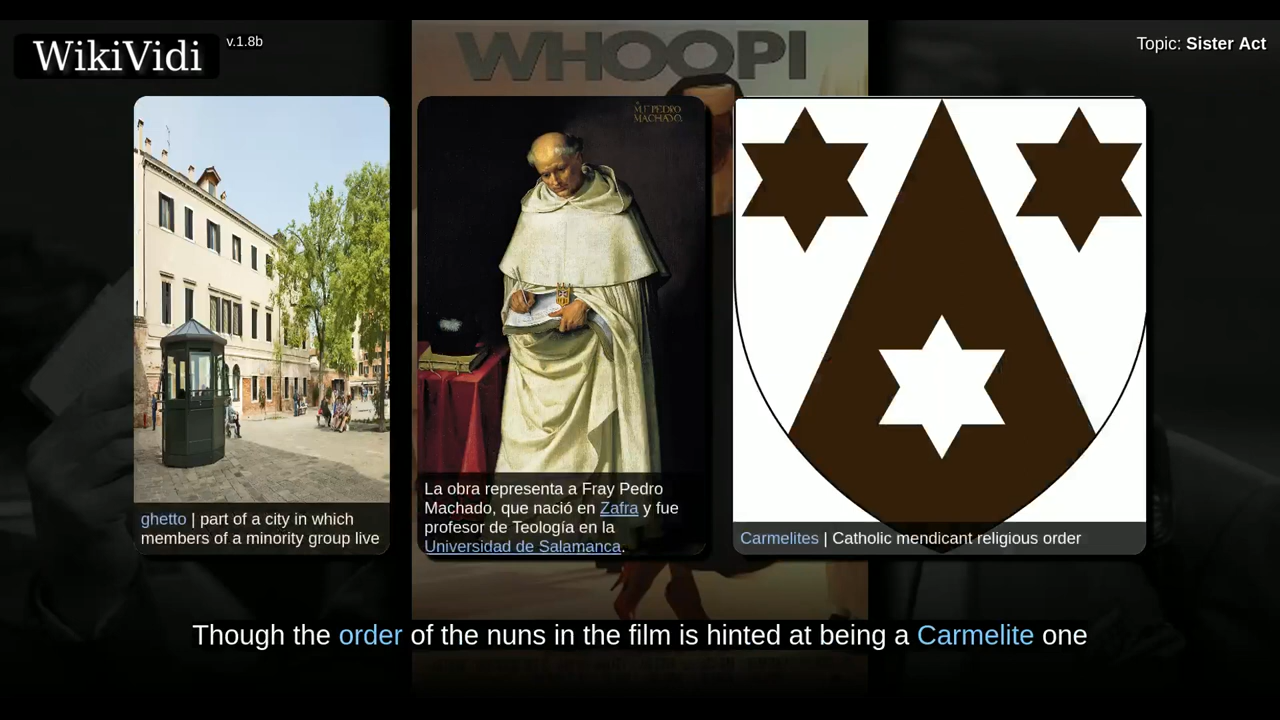 WikiVidi
v.1.8b
Topic: Sister Act
WHOOPI
ghetto | part of a city in which
members of a minority group live
La obra representa a Fray Pedro
Machado, que nació en Zafra y fue
profesor de Teología en la
Universidad de Salamanca.
Carmelites | Catholic mendicant religious order
Though the order of the nuns in the film is hinted at being a Carmelite one